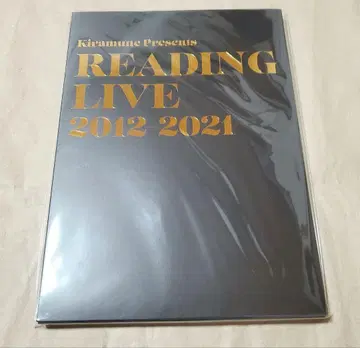 Kiramune Presents
READING
LIVE
2012-2021